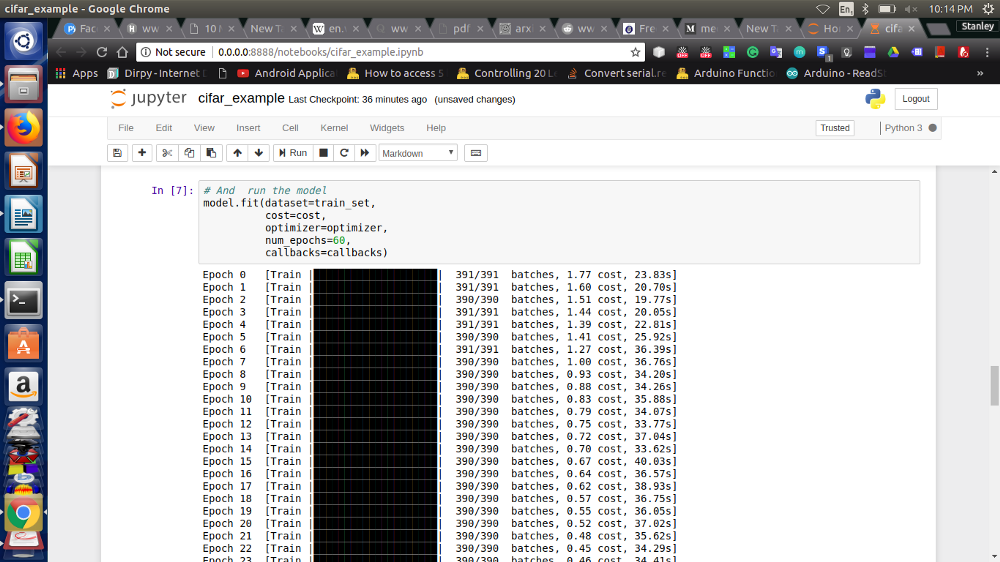 cifar_example - Google Chrome
En
10:14 PM
Stanley
Fac
ww
10 M
New T
en.
ww
pdf
arx
ww
Fre
me
New Ta
Ho
cifa
Not secure
0.0.0.0:8888/notebooks/cifar_example.ipynb
Apps
Dirpy - Internet D
Android Applica
How to access S
Controlling 20 L
Convert serial.re
Arduino Functio
Arduino - ReadSt
»
jupyter cifar_example Last Checkpoint: 36 minutes ago (unsaved changes)
Logout
File Edit View Insert Cell Kernel Widgets Help
Trusted
Python 3
Run
Markdown
In [7]:
# And  run the model
model.fit(dataset=train_set,
cost=cost,
optimizer=optimizer,
num_epochs=60,
callbacks=callbacks)
Epoch 0 [Train | | 391/391 batches, 1.77 cost, 23.83s]
Epoch 1 [Train | | 391/391 batches, 1.60 cost, 20.70s]
Epoch 2 [Train | | 390/390 batches, 1.51 cost, 19.77s]
Epoch 3 [Train | | 391/391 batches, 1.44 cost, 20.05s]
Epoch 4 [Train | | 391/391 batches, 1.39 cost, 22.81s]
Epoch 5 [Train | | 390/390 batches, 1.41 cost, 25.92s]
Epoch 6 [Train | | 391/391 batches, 1.27 cost, 36.39s]
Epoch 7 [Train | | 390/390 batches, 1.00 cost, 36.76s]
Epoch 8 [Train | | 390/390 batches, 0.93 cost, 34.20s]
Epoch 9 [Train | | 390/390 batches, 0.88 cost, 34.26s]
Epoch 10 [Train | | 390/390 batches, 0.83 cost, 35.88s]
Epoch 11 [Train | | 390/390 batches, 0.79 cost, 34.07s]
Epoch 12 [Train | | 390/390 batches, 0.75 cost, 33.77s]
Epoch 13 [Train | | 390/390 batches, 0.72 cost, 37.04s]
Epoch 14 [Train | | 390/390 batches, 0.70 cost, 33.62s]
Epoch 15 [Train | | 390/390 batches, 0.67 cost, 40.03s]
Epoch 16 [Train | | 390/390 batches, 0.64 cost, 36.57s]
Epoch 17 [Train | | 390/390 batches, 0.62 cost, 38.93s]
Epoch 18 [Train | | 390/390 batches, 0.57 cost, 36.75s]
Epoch 19 [Train | | 390/390 batches, 0.55 cost, 36.05s]
Epoch 20 [Train | | 390/390 batches, 0.52 cost, 37.02s]
Epoch 21 [Train | | 390/390 batches, 0.48 cost, 35.62s]
Epoch 22 [Train | | 390/390 batches, 0.45 cost, 34.29s]
Epoch 23 [Train | | 390/390 batches, 0.46 cost, 34.41s]